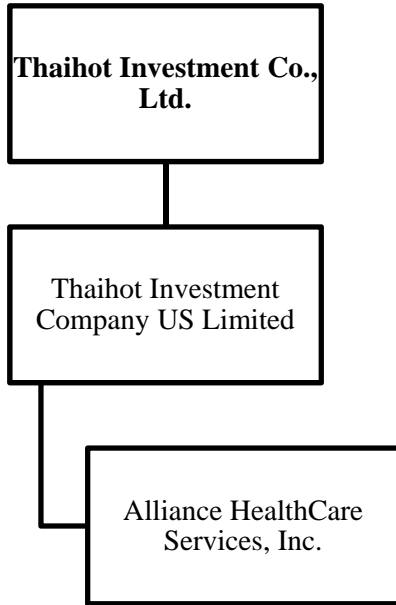 Thaihot Investment Co.,
Ltd.
Thaihot Investment
Company US Limited
Alliance HealthCare
Services, Inc.